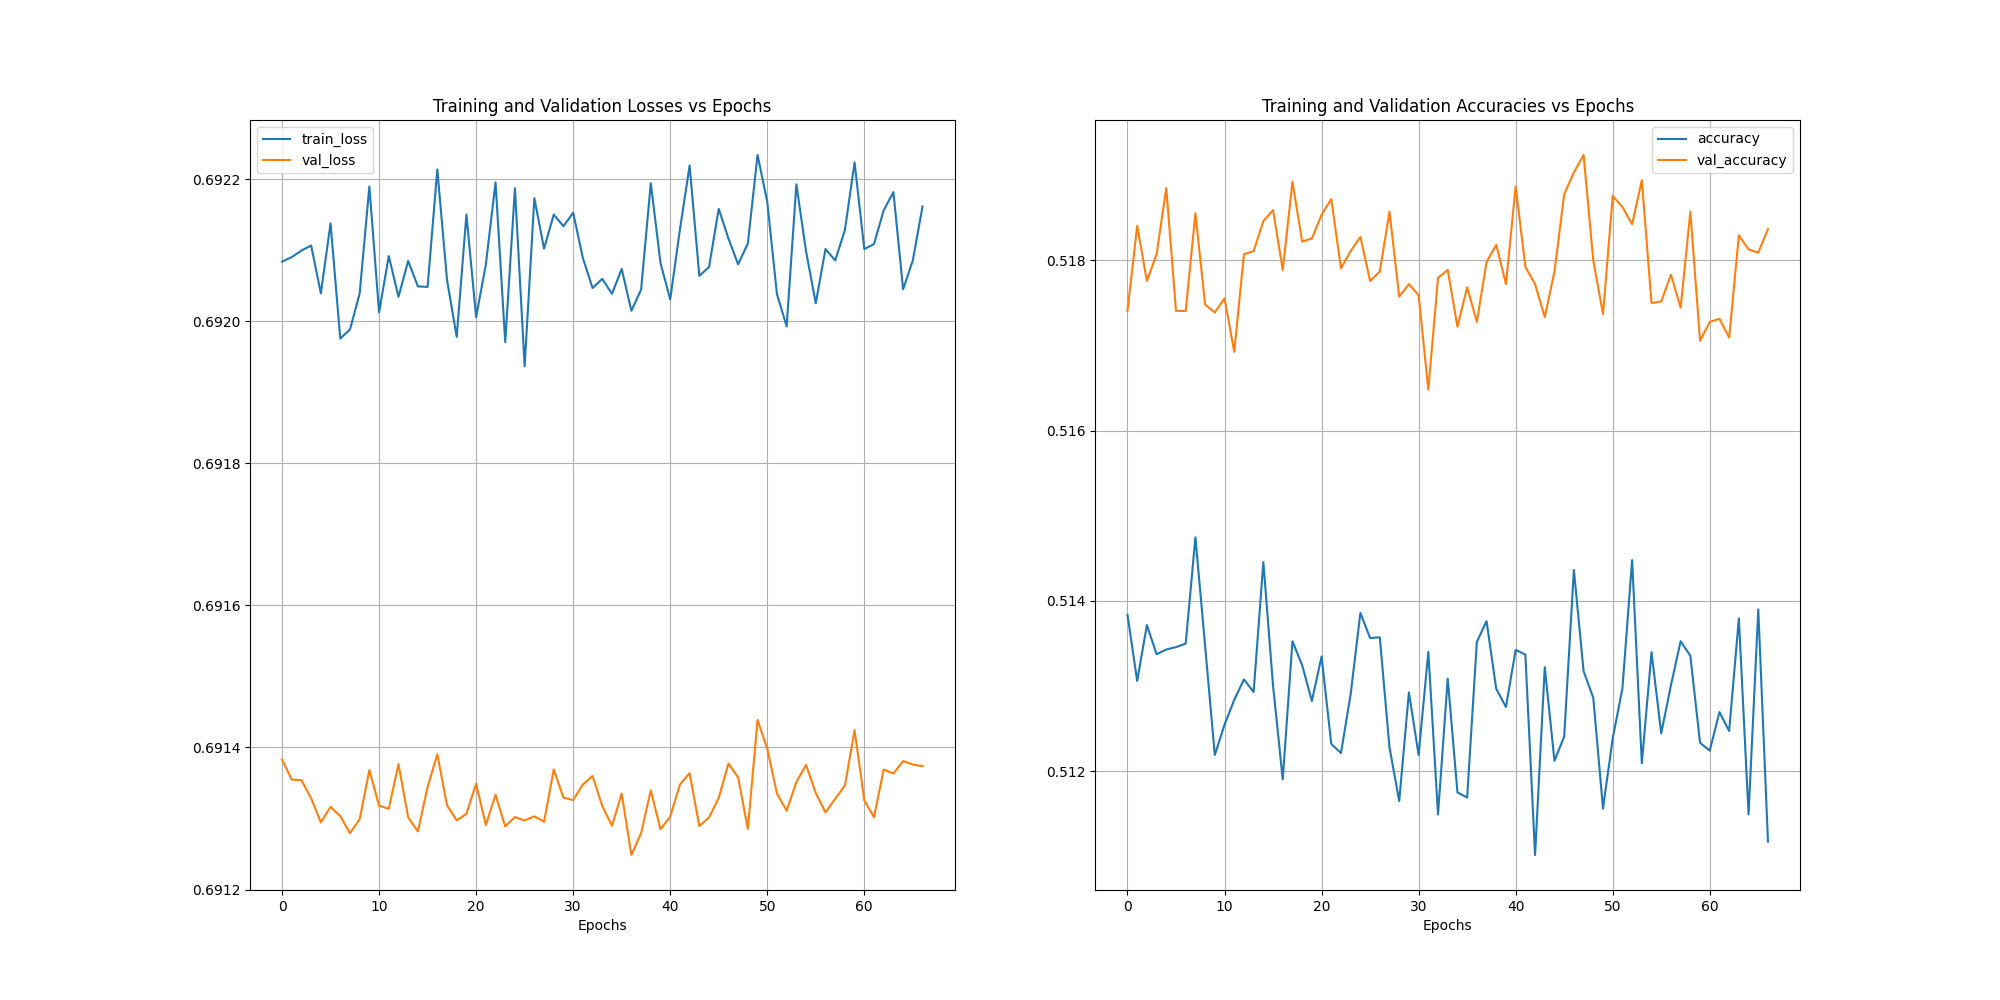 Training and Validation Losses vs Epochs
train_loss
val_loss
0.6922
0.6920
0.6918
0.6916
0.6914
0.6912
0 10 20 30 40 50 60
Epochs
Training and Validation Accuracies vs Epochs
accuracy
val_accuracy
0.518
0.516
0.514
0.512
0 10 20 30 40 50 60
Epochs